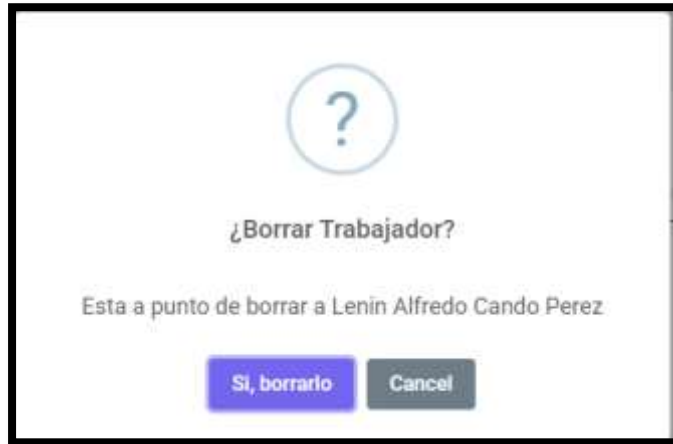 ?
¿Borrar Trabajador?
Esta a punto de borrar a Lenin Alfredo Cando Perez
Si, borrarlo
Cancel